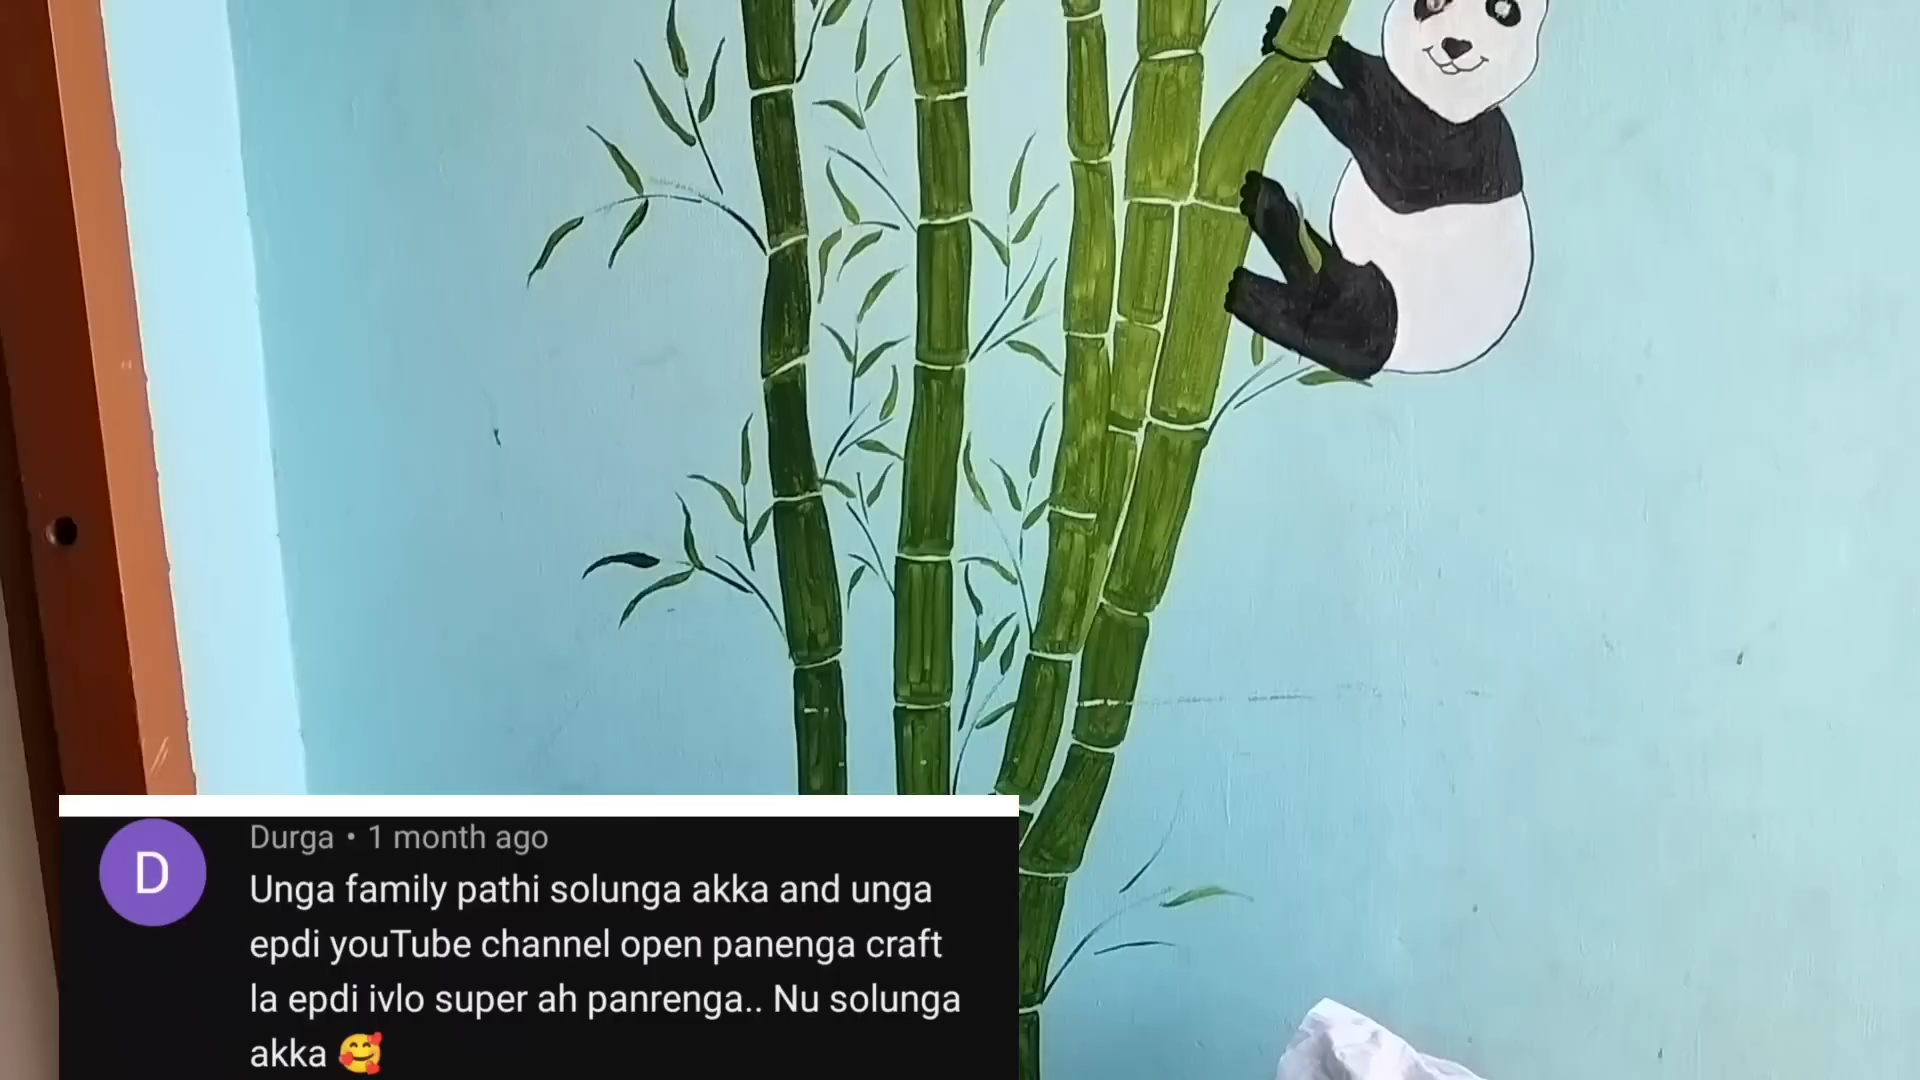 D
Durga • 1 month ago
Unga family pathi solunga akka and unga
epdi youTube channel open panenga craft
la epdi ivlo super ah panrenga.. Nu solunga
akka 🥰